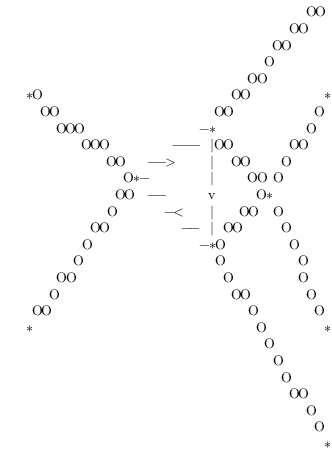 OO
OO
OO
O
OO
*O OO *
OO OO O
OOO -* OO
OOO --- | OO OO
OO --> | OO O
O*- | OO O
OO -- v O*
O -< | OO O
OO -- | OO O
O -*O O
O O O
OO O O
O OO O
OO O O
* O *
O
O
O
OO
O
O
*